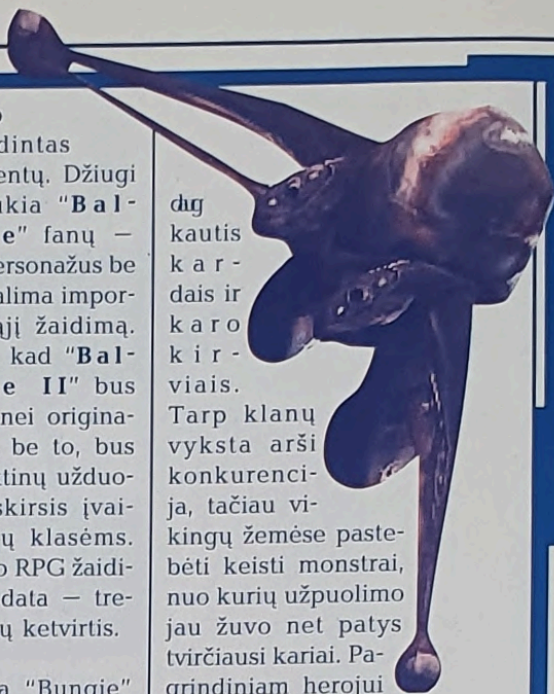 dintas
entų. Džiugi
ukia "Bal-
e" fanų —
ersonažus be
alima impor-
ąjį žaidimą.
kad "Bal-
e II" bus
nei origina-
be to, bus
ktinų užduo-
skirsis įvai-
ų klasėms.
o RPG žaidi-
data — tre-
ų ketvirtis.
a "Bungie"
dıg
kautis
kar-
dais ir
karo
kir-
viais.
Tarp klanų
vyksta arši
konkurenci-
ja, tačiau vi-
kingų žemėse paste-
bėti keisti monstrai,
nuo kurių užpuolimo
jau žuvo net patys
tvirčiausi kariai. Pa-
grindiniam herojui